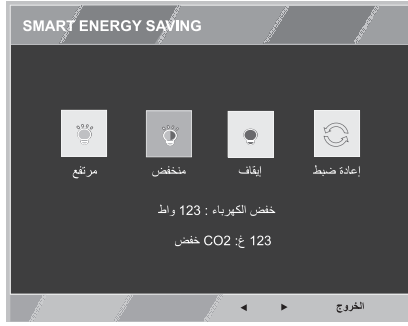 SMART ENERGY SAVING
مرتفع
منخفض
إيقاف
إعادة ضبط
خفض الكهرباء : 123 واط
123 غ: CO2 خفض
◄ ►
الخروج